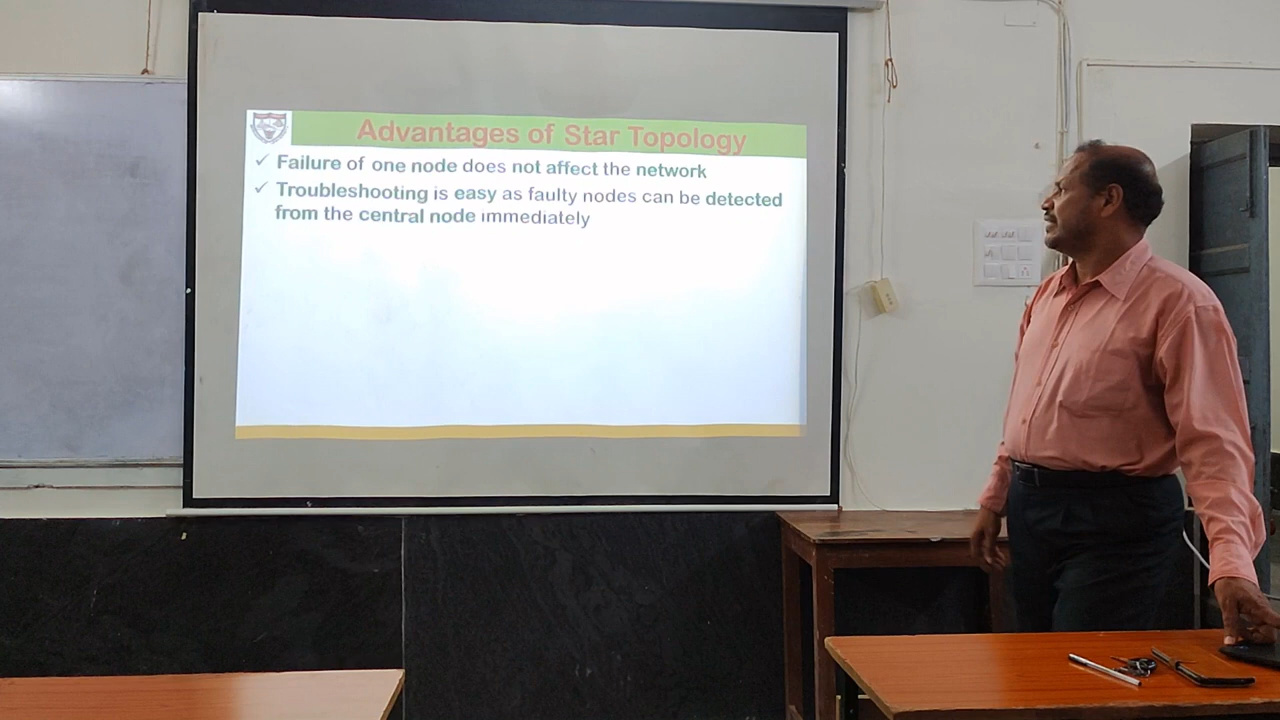 Advantages of Star Topology
✓ Failure of one node does not affect the network
✓ Troubleshooting is easy as faulty nodes can be detected
from the central node immediately